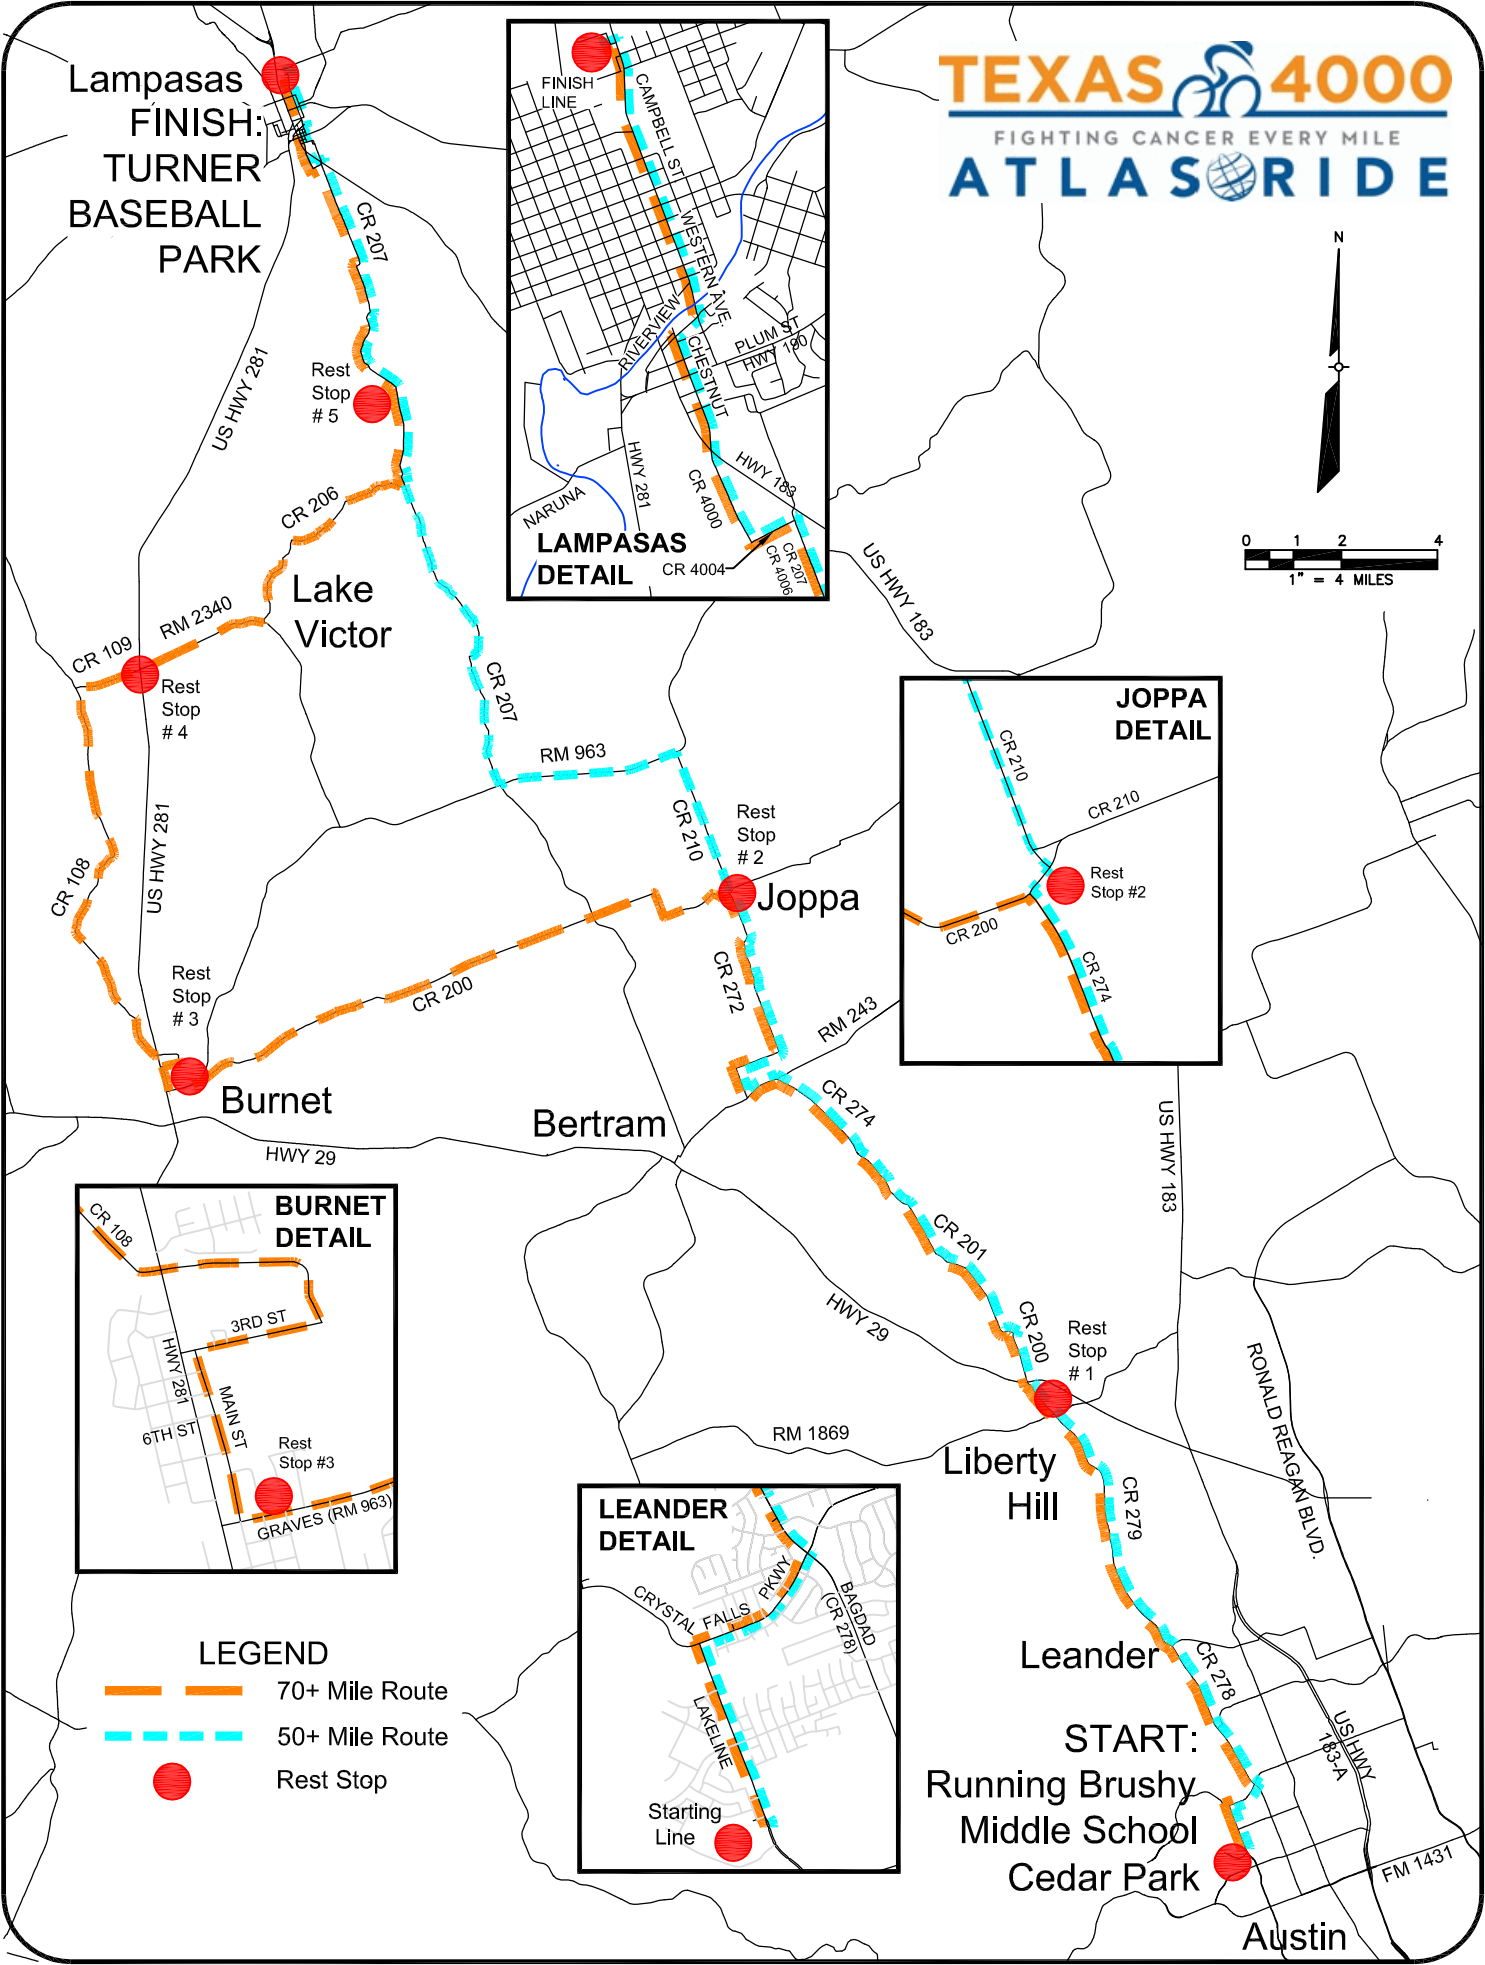 TEXAS 4000
FIGHTING CANCER EVERY MILE
ATLAS RIDE
N
0 1 2 4
1" = 4 MILES
Lampasas
FINISH:
TURNER
BASEBALL
PARK
CR 207
US HWY 281
Rest
Stop
# 5
CR 206
Lake
Victor
RM 2340
CR 109
Rest
Stop
# 4
CR 207
RM 963
CR 210
Rest
Stop
# 2
Joppa
US HWY 281
CR 108
Rest
Stop
# 3
CR 200
CR 272
RM 243
Burnet
Bertram
HWY 29
CR 274
US HWY 183
US HWY 183
CR 201
HWY 29
CR 200
Rest
Stop
# 1
RONALD REAGAN BLVD.
RM 1869
Liberty
Hill
CR 279
Leander
CR 278
US HWY
183-A
START:
Running Brushy
Middle School
Cedar Park
FM 1431
Austin
FINISH
LINE
CAMPBELL ST
WESTERN AVE.
RIVERVIEW
CHESTNUT
PLUM ST
HWY 190
HWY 281
HWY 183
NARUNA
CR 4000
LAMPASAS
DETAIL
CR 4004
CR 207
CR 4006
JOPPA
DETAIL
CR 210
CR 210
Rest
Stop #2
CR 200
CR 274
BURNET
DETAIL
CR 108
3RD ST
HWY 281
MAIN ST
6TH ST
Rest
Stop #3
GRAVES (RM 963)
LEANDER
DETAIL
CRYSTAL
FALLS
PKWY
BAGDAD
(CR 278)
LAKELINE
Starting
Line
LEGEND
70+ Mile Route
50+ Mile Route
Rest Stop